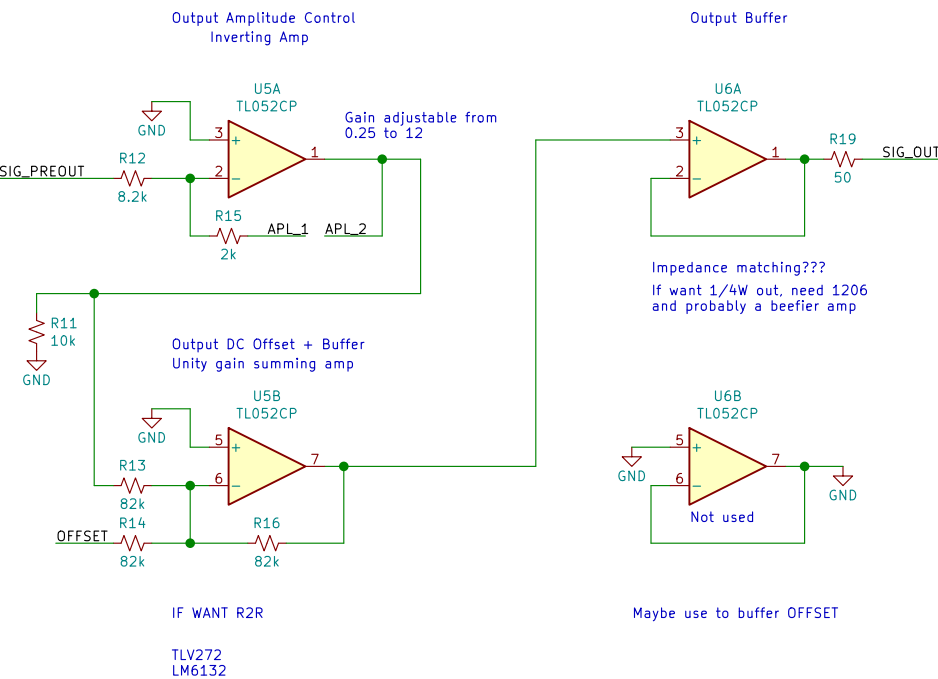 Output Amplitude Control
Inverting Amp
Output Buffer
U5A
TL052CP
U6A
TL052CP
Gain adjustable from
0.25 to 12
GND
3
+
1
2
−
SIG_PREOUT
R12
8.2k
R15
2k
APL_1
APL_2
3
+
1
2
−
R19
50
SIG_OUT
Impedance matching???
If want 1/4W out, need 1206
and probably a beefier amp
R11
10k
GND
Output DC Offset + Buffer
Unity gain summing amp
U5B
TL052CP
GND
5
+
7
6
−
R13
82k
OFFSET
R14
82k
R16
82k
U6B
TL052CP
GND
5
+
7
6
−
GND
Not used
IF WANT R2R
TLV272
LM6132
Maybe use to buffer OFFSET